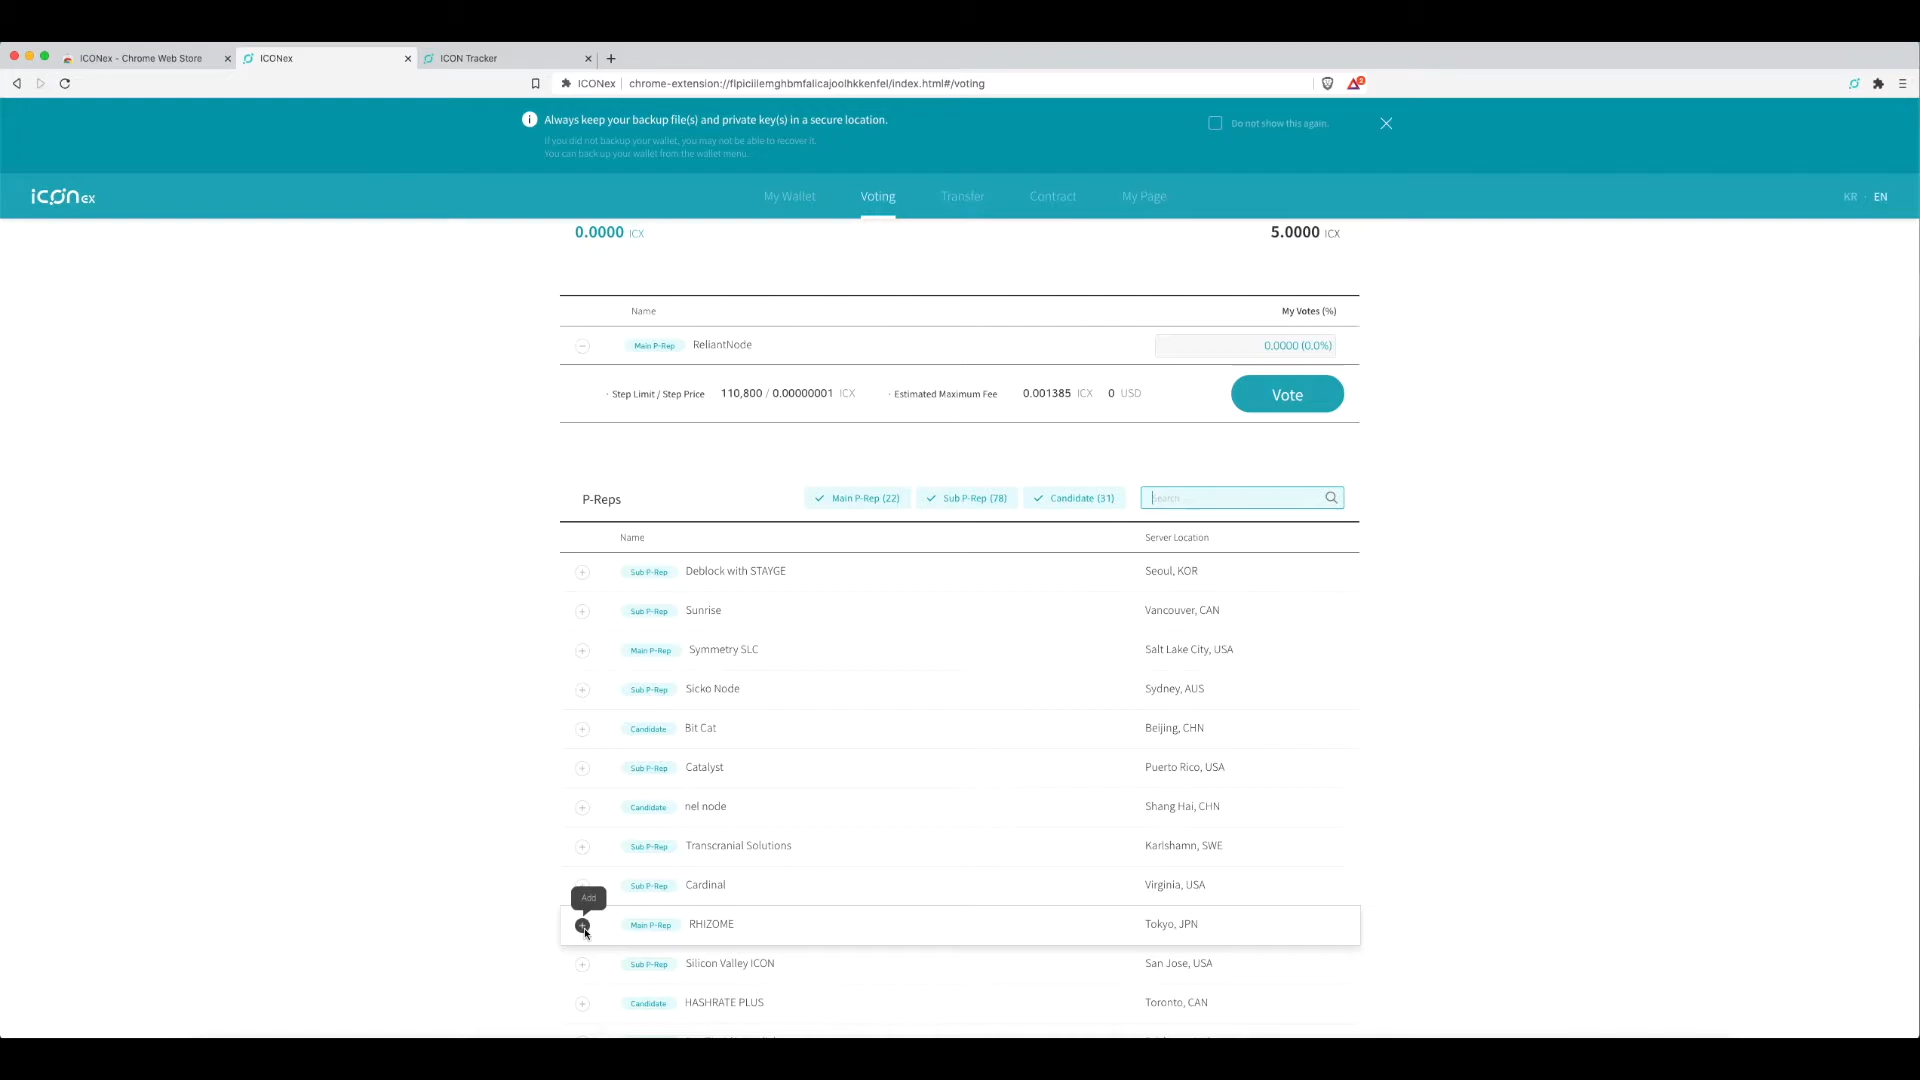 ICONex - Chrome Web Store
ICONex
ICON Tracker
ICONex chrome-extension://flpiciilemghbmfalicajoolhkkenfel/index.html#/voting
2
Always keep your backup file(s) and private key(s) in a secure location.
If you did not backup your wallet, you may not be able to recover it.
You can back up your wallet from the wallet menu.
Do not show this again.
icon ex
My Wallet Voting Transfer Contract My Page
KR · EN
0.0000 ICX
5.0000 ICX
Name My Votes (%)
Main P-Rep ReliantNode 0.0000 (0.0%)
· Step Limit / Step Price 110,800 / 0.00000001 ICX · Estimated Maximum Fee 0.001385 ICX 0 USD Vote
P-Reps Main P-Rep (22) Sub P-Rep (78) Candidate (31) Search
Name Server Location
Sub P-Rep Deblock with STAYGE Seoul, KOR
Sub P-Rep Sunrise Vancouver, CAN
Main P-Rep Symmetry SLC Salt Lake City, USA
Sub P-Rep Sicko Node Sydney, AUS
Candidate Bit Cat Beijing, CHN
Sub P-Rep Catalyst Puerto Rico, USA
Candidate nel node Shang Hai, CHN
Sub P-Rep Transcranial Solutions Karlshamn, SWE
Sub P-Rep Cardinal Virginia, USA
Add
Main P-Rep RHIZOME Tokyo, JPN
Sub P-Rep Silicon Valley ICON San Jose, USA
Candidate HASHRATE PLUS Toronto, CAN